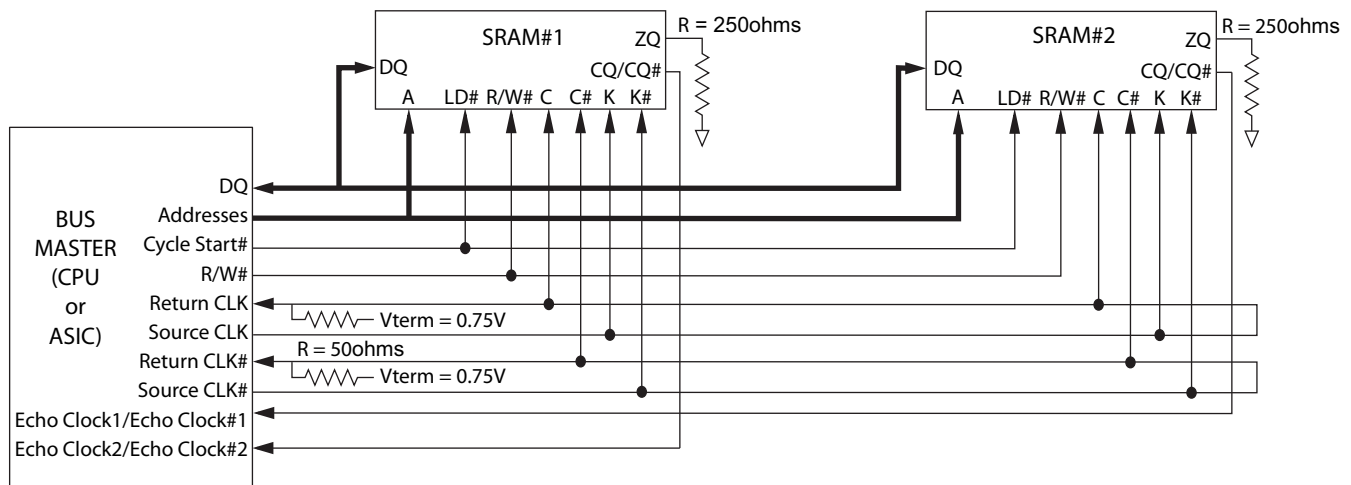 SRAM#1
ZQ
R = 250ohms
DQ
CQ/CQ#
A LD# R/W# C C# K K#
SRAM#2
ZQ
R = 250ohms
DQ
CQ/CQ#
A LD# R/W# C C# K K#
BUS
MASTER
(CPU
or
ASIC)
DQ
Addresses
Cycle Start#
R/W#
Return CLK
Vterm = 0.75V
Source CLK
R = 50ohms
Return CLK#
Vterm = 0.75V
Source CLK#
Echo Clock1/Echo Clock#1
Echo Clock2/Echo Clock#2